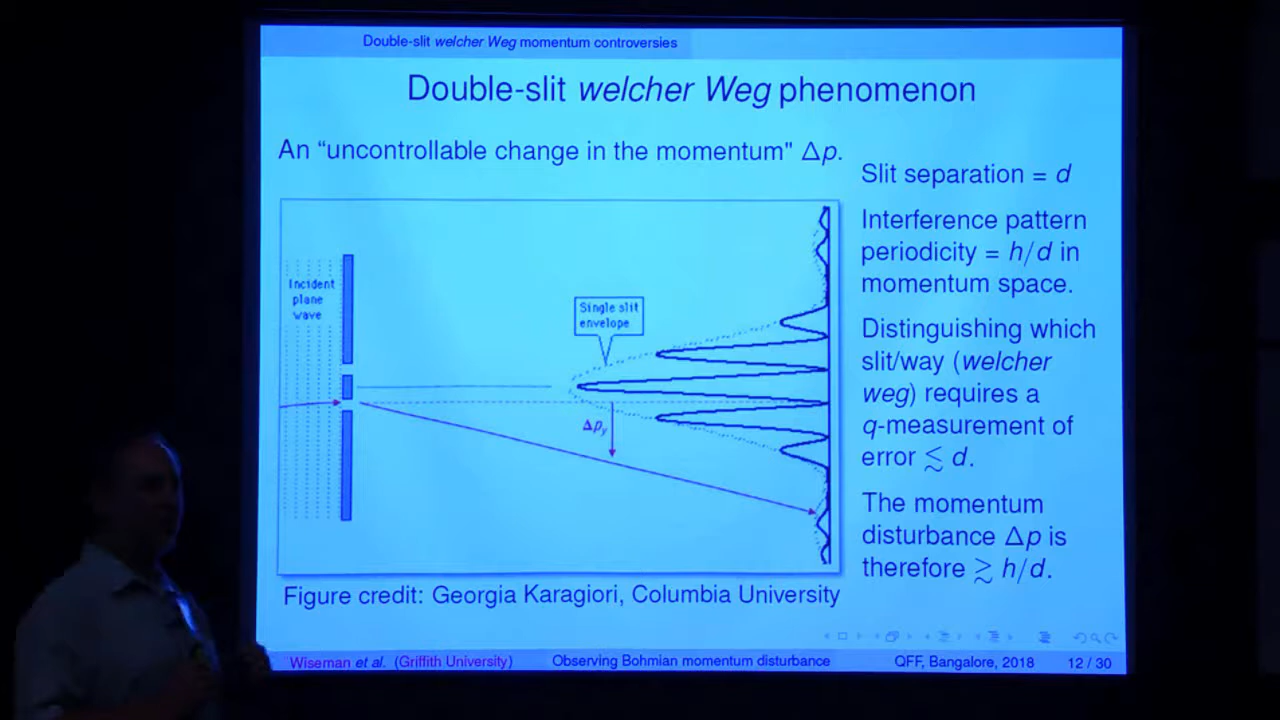 Double-slit welcher Weg momentum controversies
Double-slit welcher Weg phenomenon
An “uncontrollable change in the momentum" Δp.
Incident
plane
wave
Single slit
envelope
Δpy
Figure credit: Georgia Karagiori, Columbia University
Slit separation = d
Interference pattern
periodicity = h/d in
momentum space.
Distinguishing which
slit/way (welcher
weg) requires a
q-measurement of
error ≲ d.
The momentum
disturbance Δp is
therefore ≳ h/d.
Wiseman et al. (Griffith University) Observing Bohmian momentum disturbance QFF, Bangalore, 2018 12 / 30